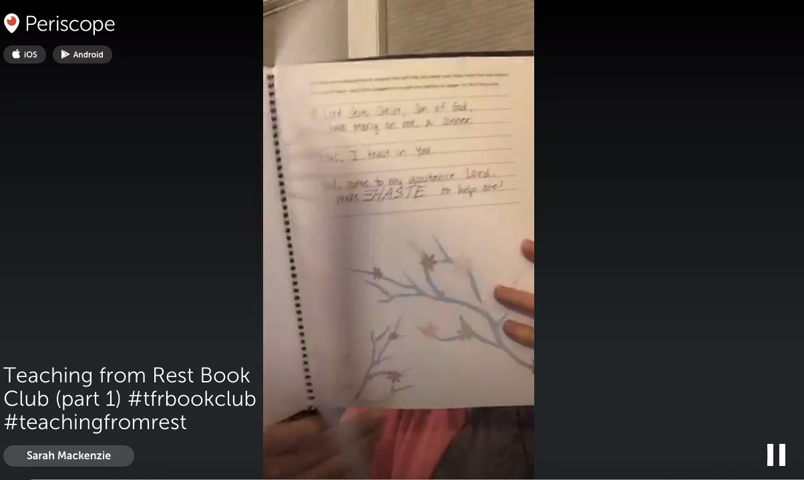 Periscope
iOS
Android
Lord Jesus Christ, Son of God,
have mercy on me a sinner
I trust in You.
come to my assistance Lord,
make HASTE to help me!
Teaching from Rest Book
Club (part 1) #tfrbookclub
#teachingfromrest
Sarah Mackenzie